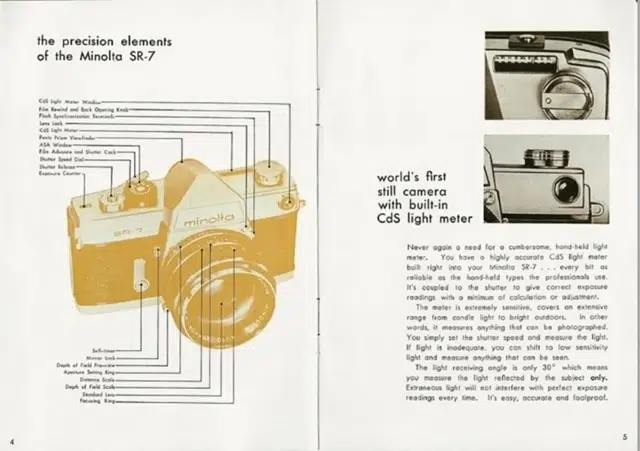 the precision elements
of the Minolta SR-7
CdS Light Meter Window
Film Rewind and Back Opening Knob
Flash Synchronization Terminals
Lens Lock
CdS Light Meter
Penta Prism Viewfinder
ASA Window
Film Advance and Shutter Cock
Shutter Speed Dial
Shutter Release
Exposure Counter
minolta
SR-7
Self-timer
Mirror Lock
Depth of Field Preview
Aperture Setting Ring
Distance Scale
Depth of Field Scale
Standard Lens
Focusing Ring
4
world's first
still camera
with built-in
CdS light meter
Never again a need for a cumbersome, hand-held light
meter. You have a highly accurate CdS light meter
built right into your Minolta SR-7 . . . every bit as
reliable as the hand-held types the professionals use.
It's coupled to the shutter to give correct exposure
readings with a minimum of calculation or adjustment.
The meter is extremely sensitive, covers an extensive
range from candle light to bright outdoors. In other
words, it measures anything that can be photographed.
You simply set the shutter speed and measure the light.
If light is inadequate, you can shift to low sensitivity
light and measure anything that can be seen.
The light receiving angle is only 30° which means
you measure the light reflected by the subject only.
Extraneous light will not interfere with perfect exposure
readings every time. It's easy, accurate and foolproof.
5